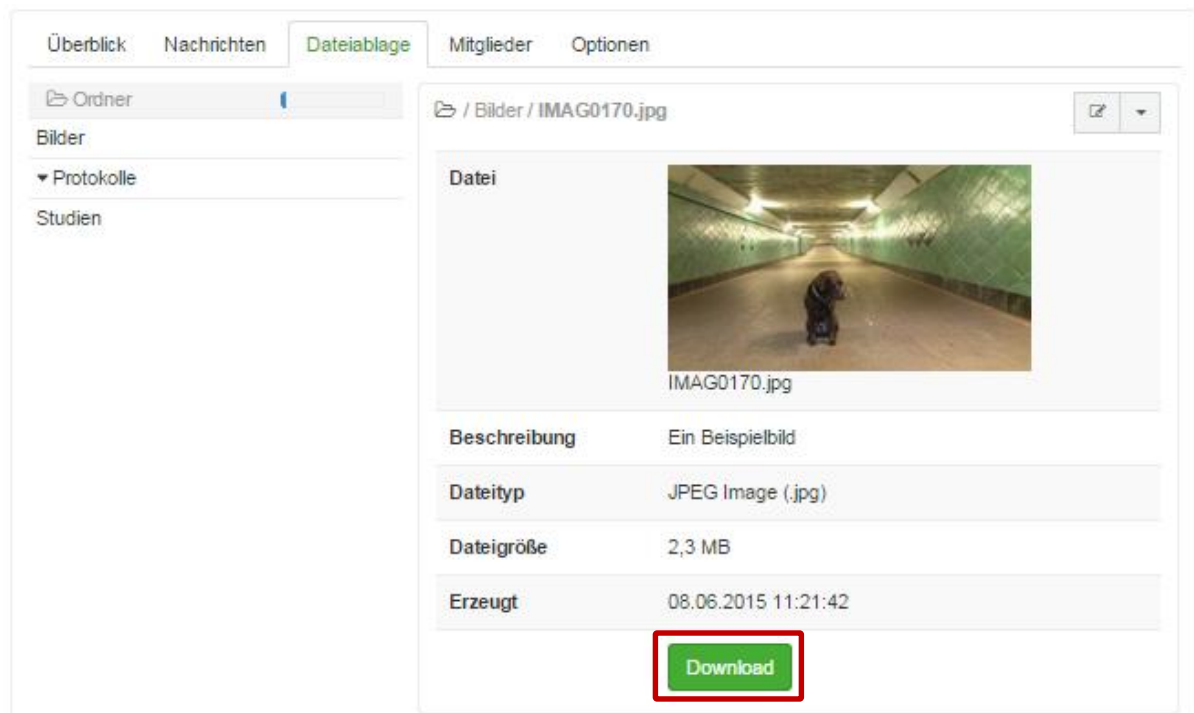 Überblick Nachrichten Dateiablage Mitglieder Optionen
Ordner
Bilder
Protokolle
Studien
/ Bilder / IMAG0170.jpg
Datei
IMAG0170.jpg
Beschreibung Ein Beispielbild
Dateityp JPEG Image (.jpg)
Dateigröße 2,3 MB
Erzeugt 08.06.2015 11:21:42
Download